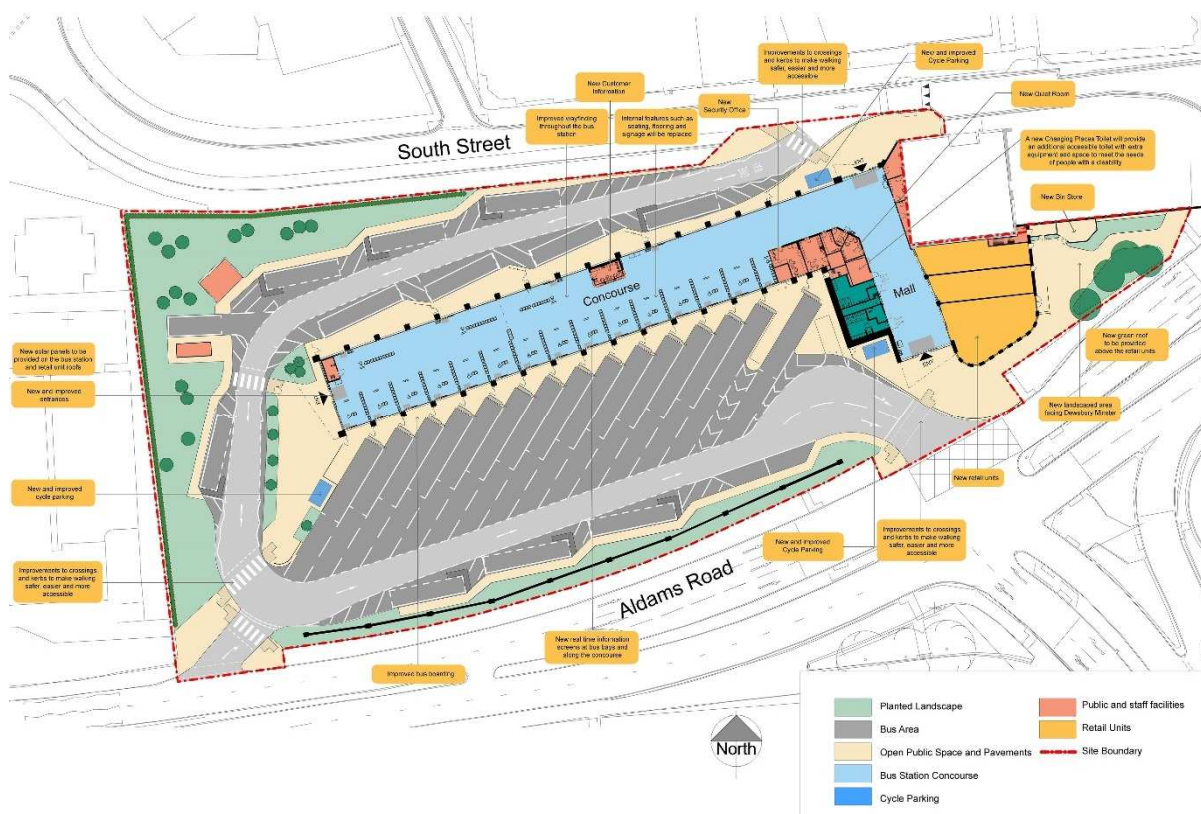 Improvements to crossings
and kerbs to make walking
safer, easier and more
accessible
New and improved
Cycle Parking
New Customer
Information
New
Security Office
New Quiet Room
Improved wayfinding
throughout the bus
station
Internal features such as
seating, flooring and
signage will be replaced
A new Changing Places Toilet will provide
an additional accessible toilet with extra
equipment and space to meet the needs
of people with a disability
South Street
New Bin Store
ENT
Concourse
Mall
New solar panels to be
provided on the bus station
and retail unit roofs
New green roof
to be provided
above the retail units
New and improved
entrances
ENT
ENT
New landscaped area
facing Dewsbury Minster
New and improved
cycle parking
New retail units
New and improved
Cycle Parking
Improvements to crossings
and kerbs to make walking
safer, easier and more
accessible
Improvements to crossings
and kerbs to make walking
safer, easier and more
accessible
Aldams Road
New real time information
screens at bus bays and
along the concourse
Improved bus boarding
North
Planted Landscape
Bus Area
Open Public Space and Pavements
Bus Station Concourse
Cycle Parking
Public and staff facilities
Retail Units
Site Boundary